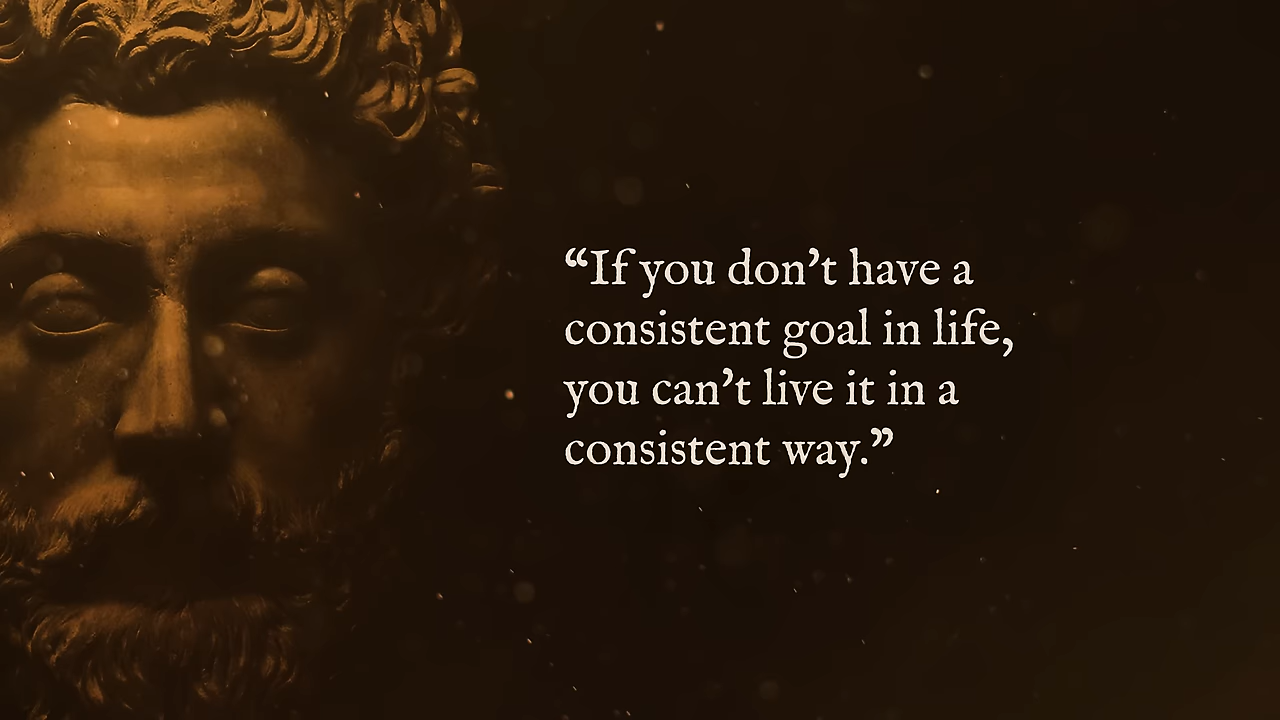 “If you don’t have a
consistent goal in life,
you can’t live it in a
consistent way.”